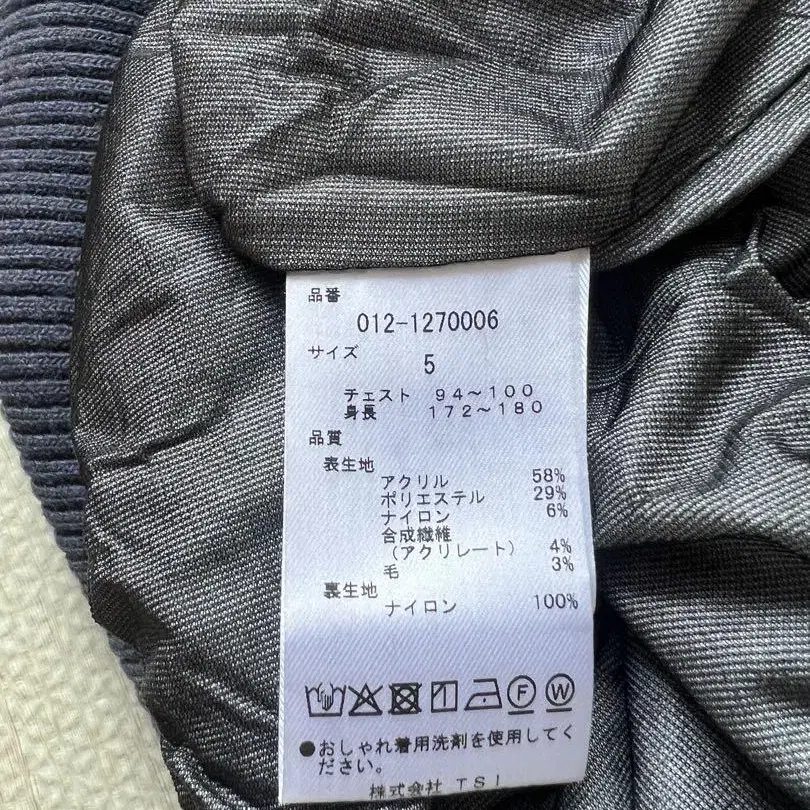 品番
012-1270006
サイズ
5
チェスト 94~100
身長 172~180
品質
表生地
アクリル 58%
ポリエステル 29%
ナイロン 6%
合成繊維
(アクリレート) 4%
毛 3%
裏生地
ナイロン 100%
F W
●おしゃれ着用洗剤を使用してく
ださい。
株式会社 TSI